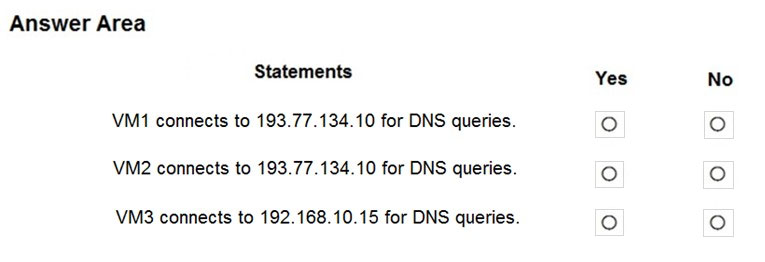 Answer Area
Statements Yes No
VM1 connects to 193.77.134.10 for DNS queries.
VM2 connects to 193.77.134.10 for DNS queries.
VM3 connects to 192.168.10.15 for DNS queries.